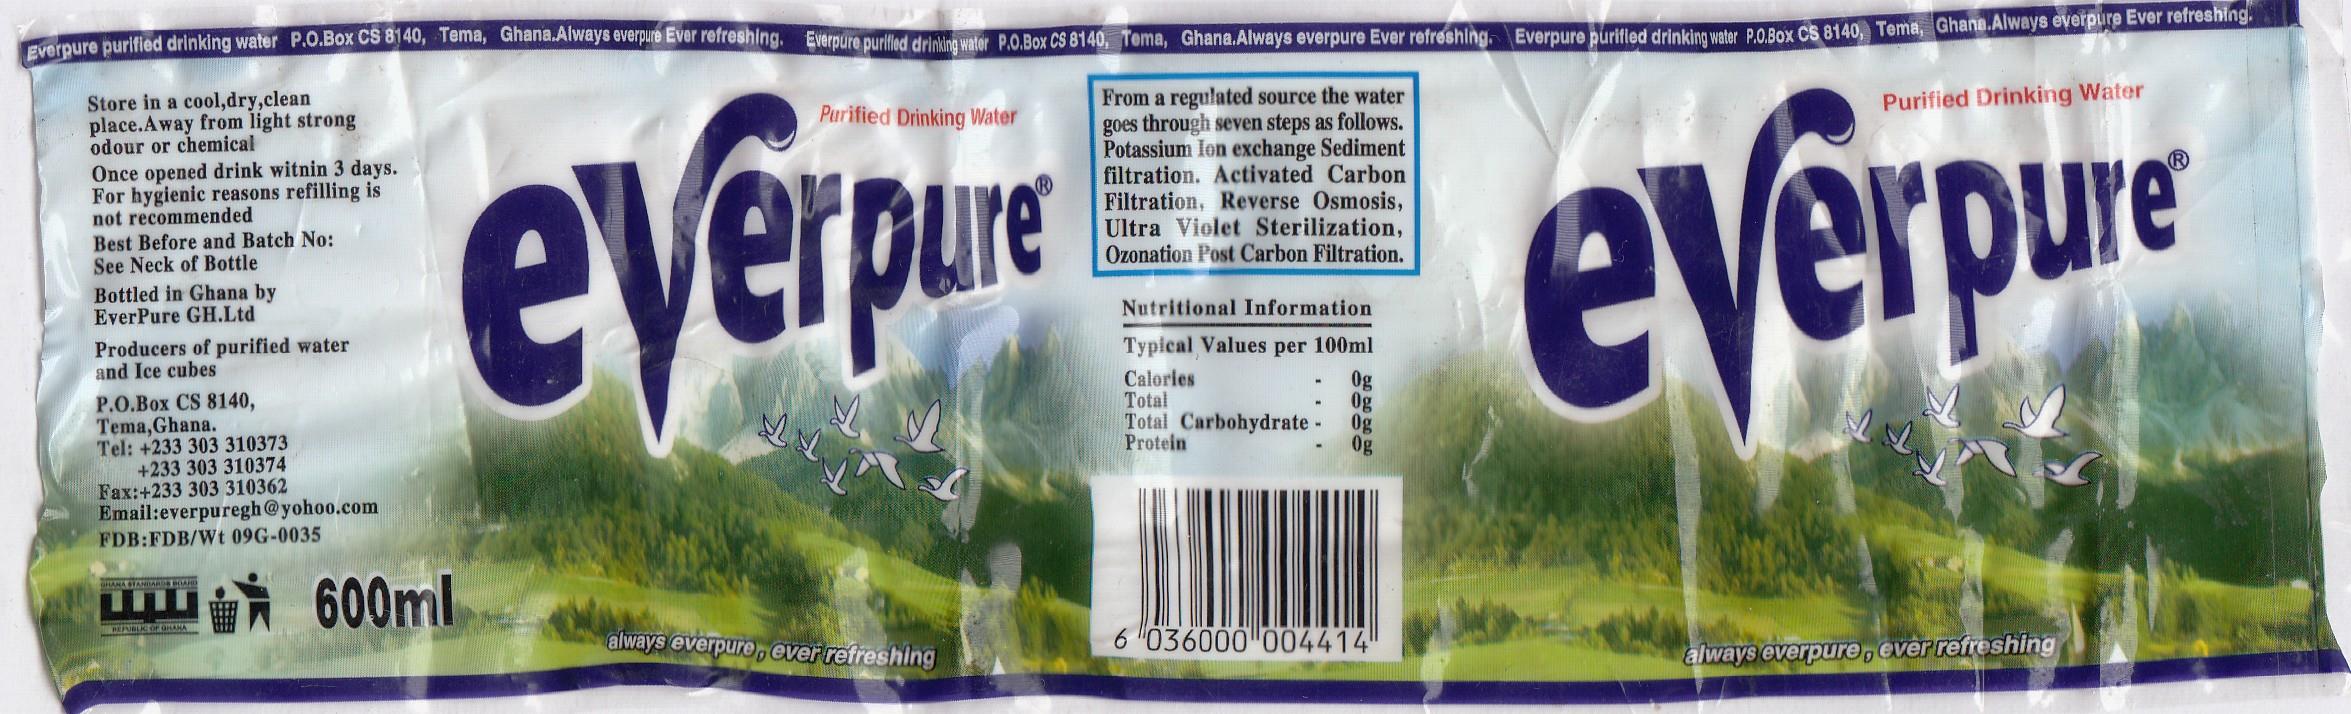 Everpure purified drinking water P.O.Box CS 8140, Tema, Ghana.Always everpure Ever refreshing. Everpure purified drinking water P.O.Box CS 8140, Tema, Ghana.Always everpure Ever refreshing. Everpure purified drinking water P.O.Box CS 8140, Tema, Ghana.Always everpure Ever refreshing.
Store in a cool,dry,clean
place.Away from light strong
odour or chemical
Once opened drink witnin 3 days.
For hygienic reasons refilling is
not recommended
Best Before and Batch No:
See Neck of Bottle
Bottled in Ghana by
EverPure GH.Ltd
Producers of purified water
and Ice cubes
P.O.Box CS 8140,
Tema,Ghana.
Tel: +233 303 310373
+233 303 310374
Fax:+233 303 310362
Email:everpuregh@yohoo.com
FDB:FDB/Wt 09G-0035
GHANA STANDARDS BOARD
REPUBLIC OF GHANA
600ml
Purified Drinking Water
everpure®
always everpure, ever refreshing
From a regulated source the water
goes through seven steps as follows.
Potassium Ion exchange Sediment
filtration. Activated Carbon
Filtration, Reverse Osmosis,
Ultra Violet Sterilization,
Ozonation Post Carbon Filtration.
Nutritional Information
Typical Values per 100ml
Calories - 0g
Total - 0g
Total Carbohydrate - 0g
Protein - 0g
6 036000 004414
Purified Drinking Water
everpure®
always everpure, ever refreshing